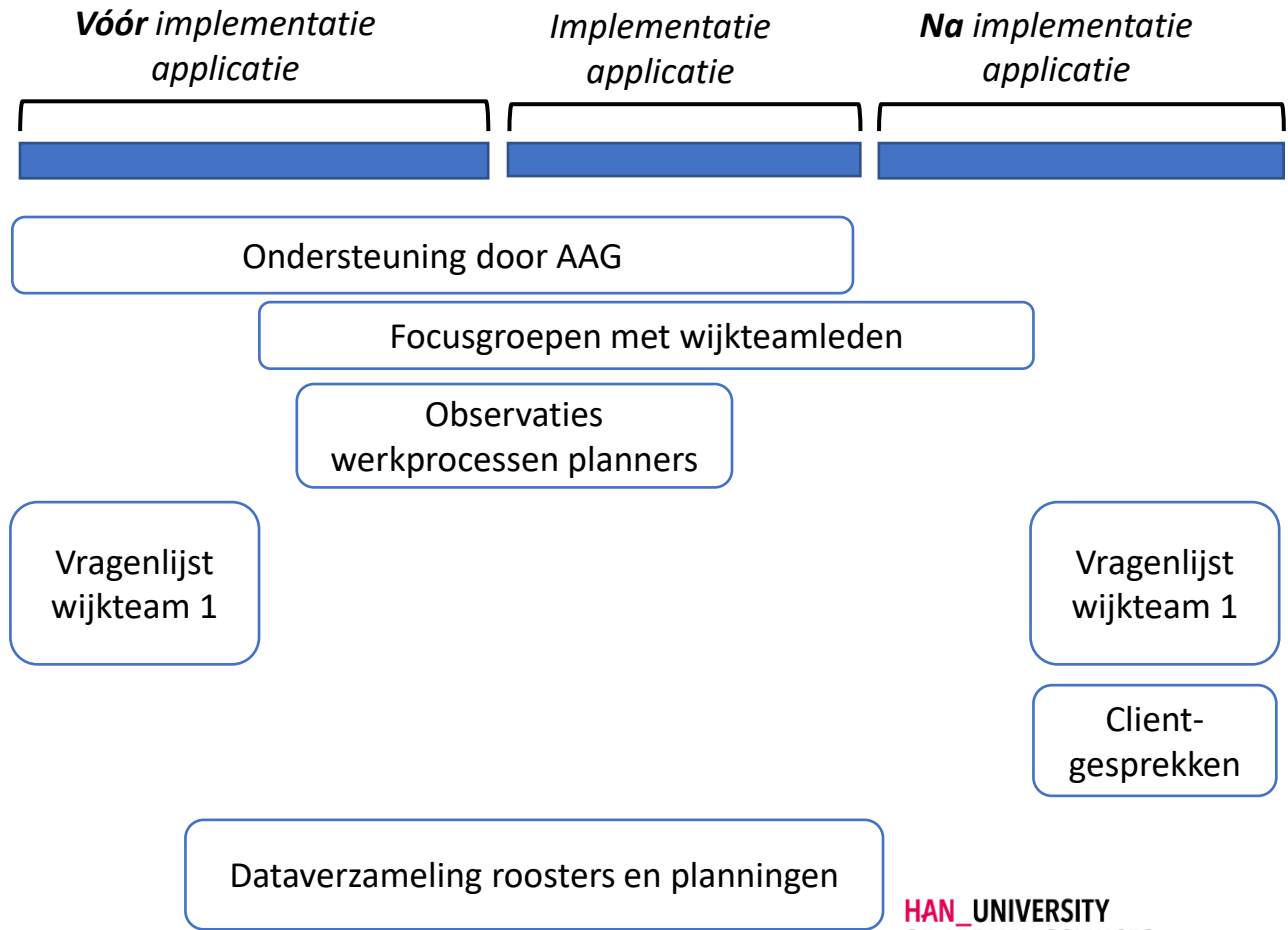 Vóór implementatie
applicatie
Implementatie
applicatie
Na implementatie
applicatie
Ondersteuning door AAG
Focusgroepen met wijkteamleden
Observaties
werkprocessen planners
Vragenlijst
wijkteam 1
Vragenlijst
wijkteam 1
Client-
gesprekken
Dataverzameling roosters en planningen
HAN_UNIVERSITY